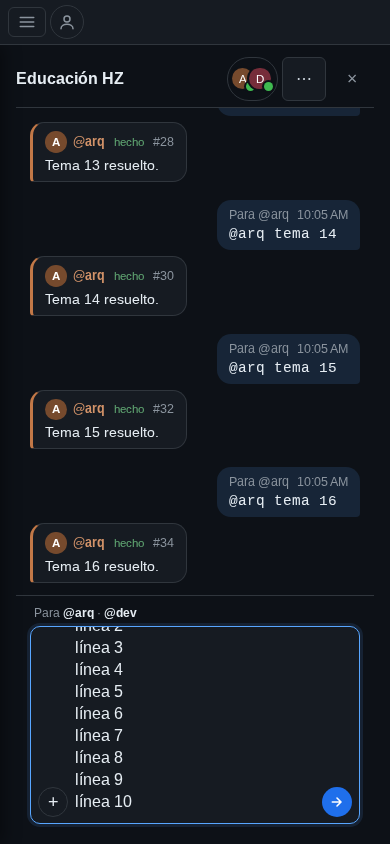 Educación HZ
A
D
A @arq hecho #28
Tema 13 resuelto.
Para @arq 10:05 AM
@arq tema 14
A @arq hecho #30
Tema 14 resuelto.
Para @arq 10:05 AM
@arq tema 15
A @arq hecho #32
Tema 15 resuelto.
Para @arq 10:05 AM
@arq tema 16
A @arq hecho #34
Tema 16 resuelto.
Para @arq · @dev
línea 2
línea 3
línea 4
línea 5
línea 6
línea 7
línea 8
línea 9
línea 10